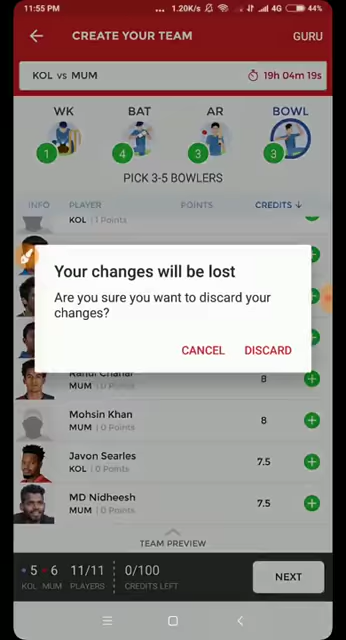 11:55 PM
... 1.20K/s 4G 44%
CREATE YOUR TEAM
GURU
KOL vs MUM
19h 04m 19s
WK BAT AR BOWL
1 4 3 3
PICK 3-5 BOWLERS
INFO PLAYER POINTS CREDITS ↓
KOL | 1 Points
Your changes will be lost
Are you sure you want to discard your
changes?
CANCEL DISCARD
8
MUM | 0 Points
Mohsin Khan
8
MUM | 0 Points
Javon Searles
7.5
KOL | 0 Points
MD Nidheesh
7.5
MUM | 0 Points
TEAM PREVIEW
5 6 11/11 0/100
KOL MUM PLAYERS CREDITS LEFT
NEXT